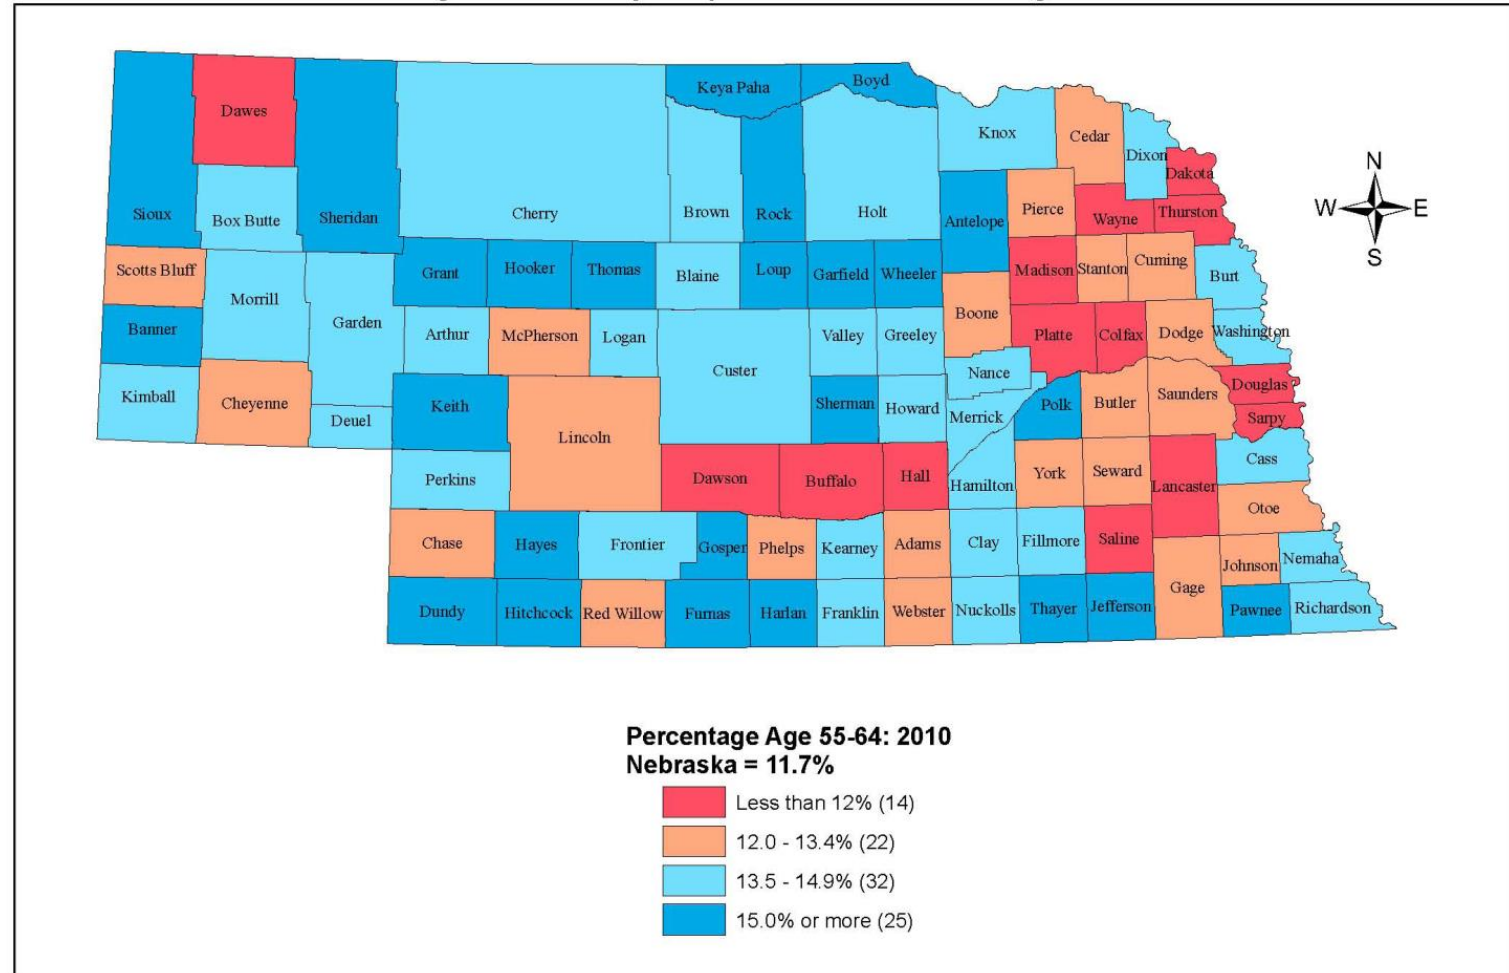 Keya Paha
Boyd
Dawes
Knox
Cedar
Dixon
Dakota
Sioux
Box Butte
Sheridan
Cherry
Brown
Rock
Holt
Antelope
Pierce
Wayne
Thurston
Scotts Bluff
Morrill
Garden
Grant
Hooker
Thomas
Blaine
Loup
Garfield
Wheeler
Madison
Stanton
Cuming
Burt
Banner
Arthur
McPherson
Logan
Custer
Valley
Greeley
Boone
Platte
Colfax
Dodge
Washington
Kimball
Cheyenne
Deuel
Keith
Lincoln
Sherman
Howard
Nance
Merrick
Polk
Butler
Saunders
Douglas
Sarpy
Perkins
Dawson
Buffalo
Hall
Hamilton
York
Seward
Lancaster
Cass
Otoe
Chase
Hayes
Frontier
Gosper
Phelps
Kearney
Adams
Clay
Fillmore
Saline
Gage
Johnson
Nemaha
Dundy
Hitchcock
Red Willow
Furnas
Harlan
Franklin
Webster
Nuckolls
Thayer
Jefferson
Pawnee
Richardson
N
W
E
S
Percentage Age 55-64: 2010
Nebraska = 11.7%
Less than 12% (14)
12.0 - 13.4% (22)
13.5 - 14.9% (32)
15.0% or more (25)